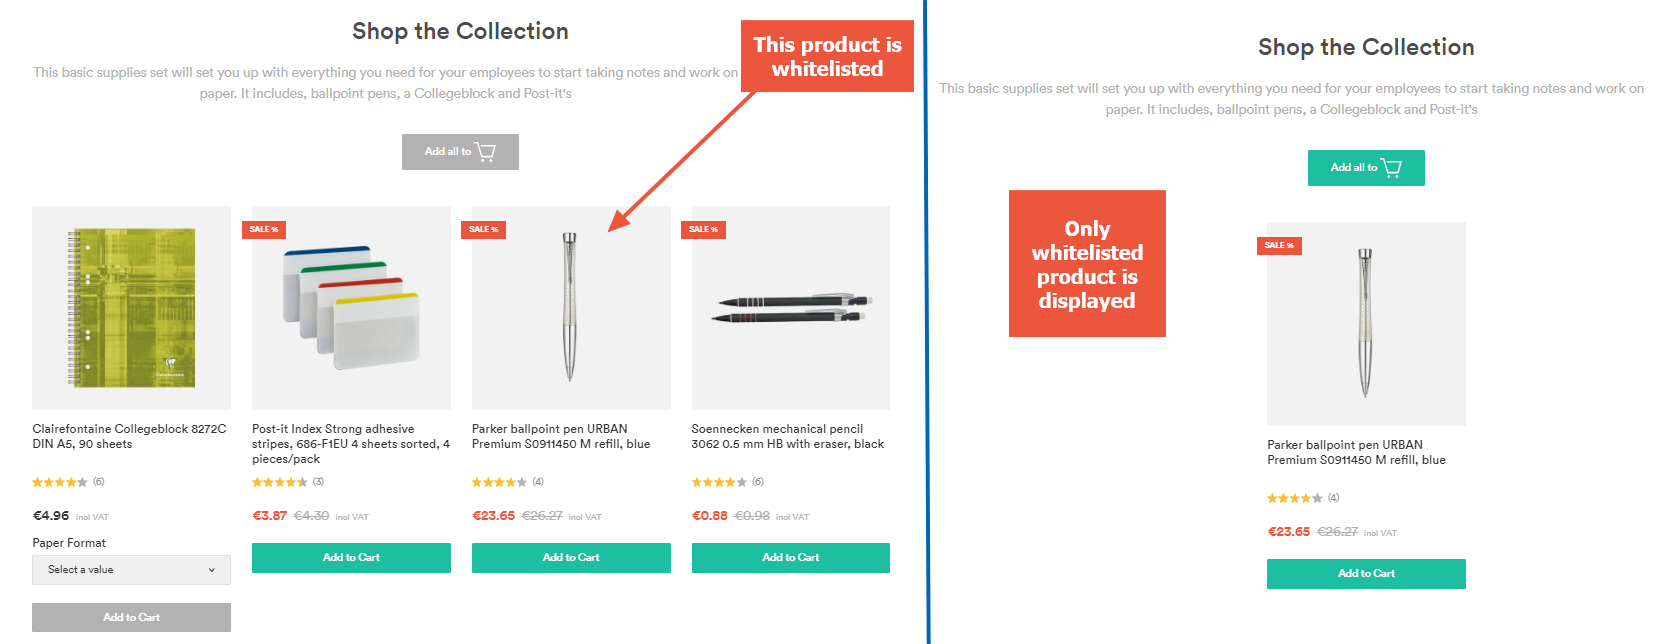 Shop the Collection
This basic supplies set will set you up with everything you need for your employees to start taking notes and work on
paper. It includes, ballpoint pens, a Collegeblock and Post-it's
This product is
whitelisted
Add all to
Clairefontaine Collegeblock 8272C
DIN A5, 90 sheets
(6)
€4.96 incl VAT
Paper Format
Select a value
Add to Cart
SALE %
Post-it Index Strong adhesive
stripes, 686-F1EU 4 sheets sorted, 4
pieces/pack
(3)
€3.87 €4.30 incl VAT
Add to Cart
SALE %
Parker ballpoint pen URBAN
Premium S0911450 M refill, blue
(4)
€23.65 €26.27 incl VAT
Add to Cart
SALE %
Soennecken mechanical pencil
3062 0.5 mm HB with eraser, black
(6)
€0.88 €0.98 incl VAT
Add to Cart
Shop the Collection
This basic supplies set will set you up with everything you need for your employees to start taking notes and work on
paper. It includes, ballpoint pens, a Collegeblock and Post-it's
Add all to
Only
whitelisted
product is
displayed
SALE %
Parker ballpoint pen URBAN
Premium S0911450 M refill, blue
(4)
€23.65 €26.27 incl VAT
Add to Cart